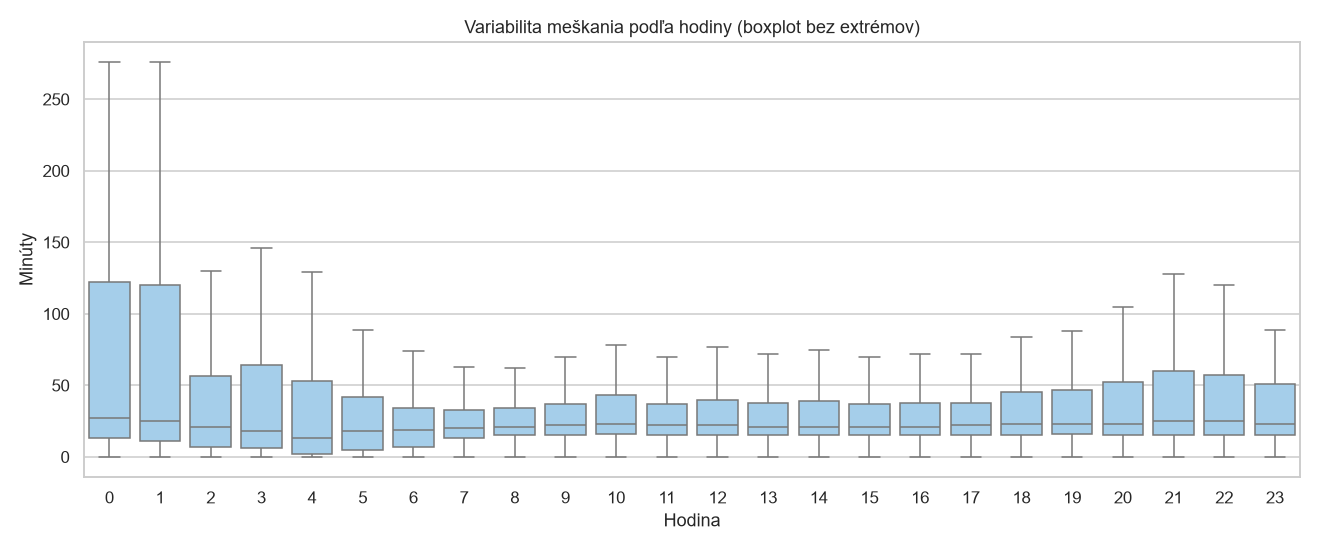 Variabilita meškania podľa hodiny (boxplot bez extrémov)
Minúty
250
200
150
100
50
0
0 1 2 3 4 5 6 7 8 9 10 11 12 13 14 15 16 17 18 19 20 21 22 23
Hodina